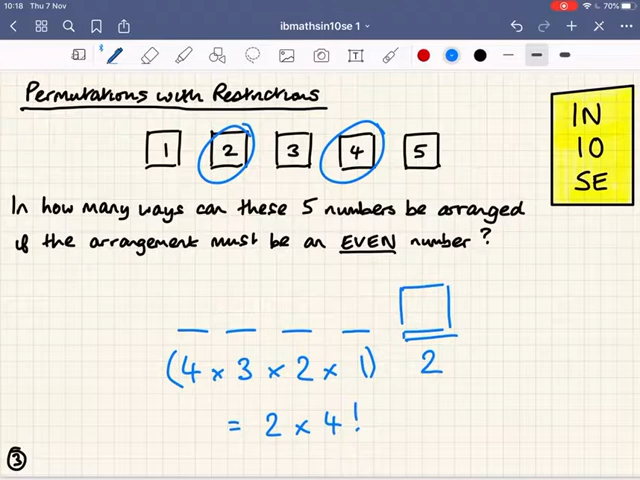 10:18 Thu 7 Nov
70%
ibmathsin10se 1
Permutations with Restrictions
1 2 3 4 5
IN
10
SE
In how many ways can these 5 numbers be arranged
if the arrangement must be an EVEN number?
(4 × 3 × 2 × 1) 2
= 2 × 4!
3